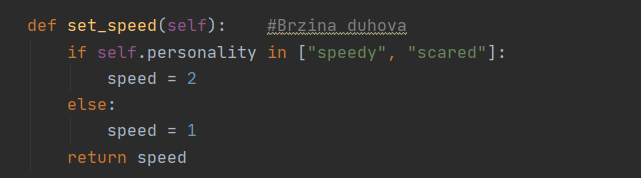 def set_speed(self):    #Brzina duhova
    if self.personality in ["speedy", "scared"]:
        speed = 2
    else:
        speed = 1
    return speed